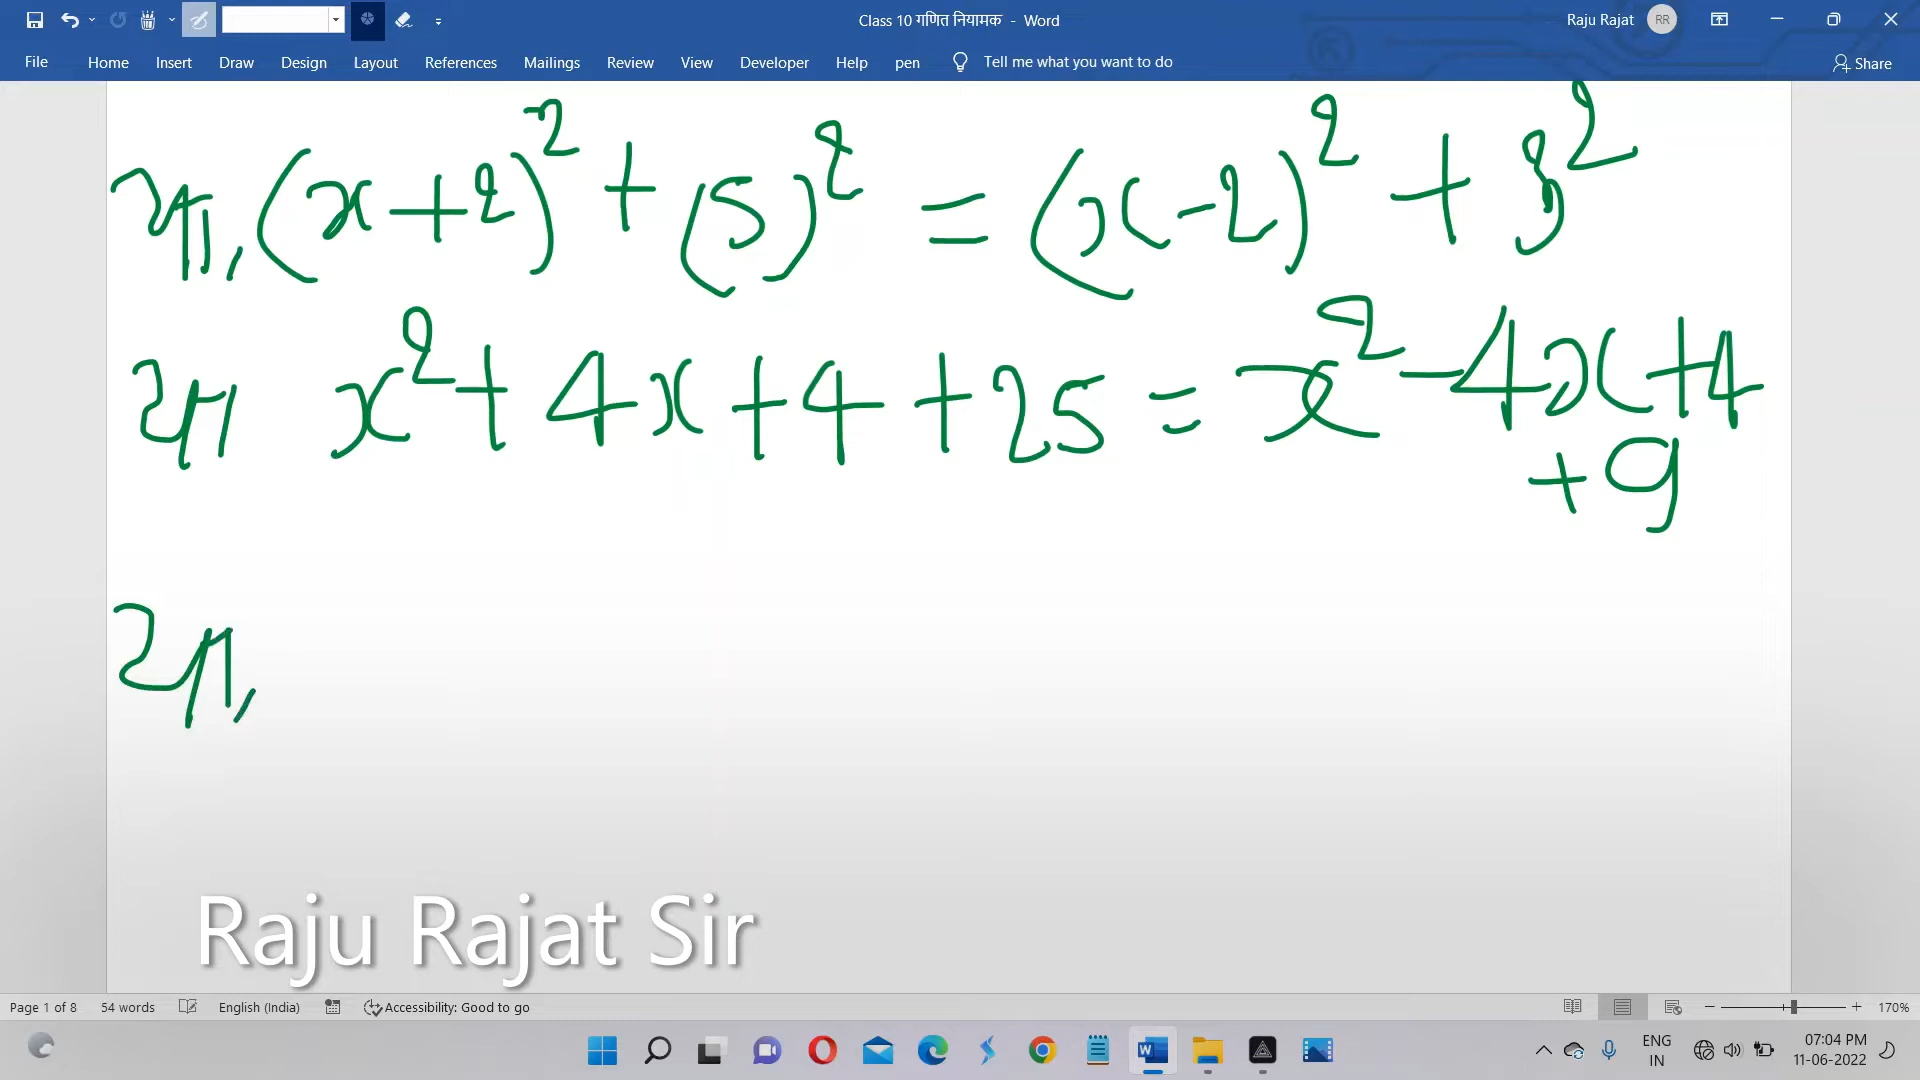 Class 10 गणित नियामक - Word
Raju Rajat RR
File Home Insert Draw Design Layout References Mailings Review View Developer Help pen Tell me what you want to do Share
या, (x+2)² + (5)² = (x-2)² + 3²
या x² + 4x + 4 + 25 = x² - 4x + 4
+ 9
या,
Raju Rajat Sir
Page 1 of 8 54 words English (India) Accessibility: Good to go 170%
ENG
IN
07:04 PM
11-06-2022